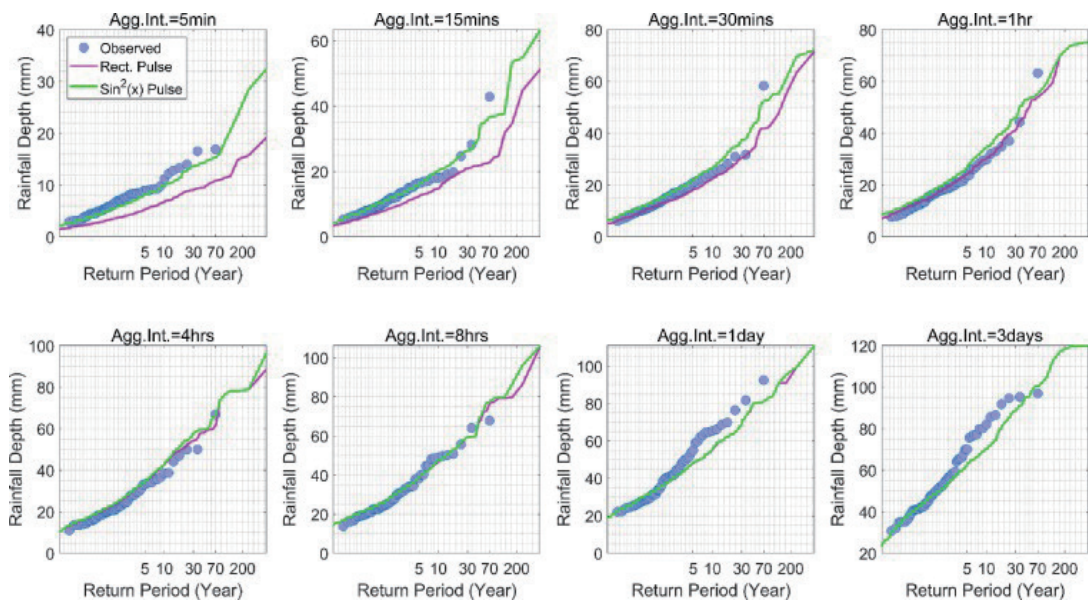 Agg.Int.=5min
40
30
20
10
0
Rainfall Depth (mm)
Observed
Rect. Pulse
Sin²(x) Pulse
5 10 30 70 200
Return Period (Year)
Agg.Int.=15mins
60
40
20
0
Rainfall Depth (mm)
5 10 30 70 200
Return Period (Year)
Agg.Int.=30mins
80
60
40
20
0
Rainfall Depth (mm)
5 10 30 70 200
Return Period (Year)
Agg.Int.=1hr
80
60
40
20
0
Rainfall Depth (mm)
5 10 30 70 200
Return Period (Year)
Agg.Int.=4hrs
100
80
60
40
20
0
Rainfall Depth (mm)
5 10 30 70 200
Return Period (Year)
Agg.Int.=8hrs
100
80
60
40
20
0
Rainfall Depth (mm)
5 10 30 70 200
Return Period (Year)
Agg.Int.=1day
100
80
60
40
20
0
Rainfall Depth (mm)
5 10 30 70 200
Return Period (Year)
Agg.Int.=3days
120
100
80
60
40
20
Rainfall Depth (mm)
5 10 30 70 200
Return Period (Year)